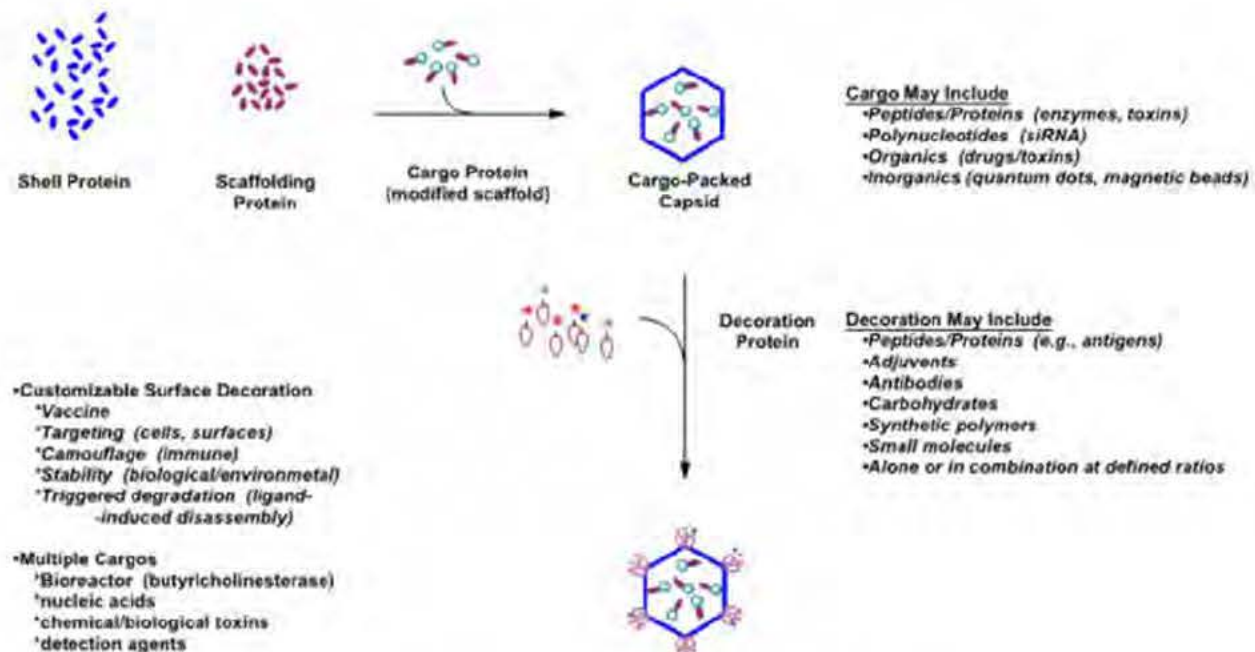 Shell Protein
Scaffolding
Protein
Cargo Protein
(modified scaffold)
Cargo-Packed
Capsid
Cargo May Include
•Peptides/Proteins (enzymes, toxins)
•Polynucleotides (siRNA)
•Organics (drugs/toxins)
•Inorganics (quantum dots, magnetic beads)
Decoration
Protein
Decoration May Include
•Peptides/Proteins (e.g., antigens)
•Adjuvents
•Antibodies
•Carbohydrates
•Synthetic polymers
•Small molecules
•Alone or in combination at defined ratios
•Customizable Surface Decoration
*Vaccine
*Targeting (cells, surfaces)
*Camouflage (immune)
*Stability (biological/environmetal)
*Triggered degradation (ligand-
-induced disassembly)
•Multiple Cargos
*Bioreactor (butyricholinesterase)
*nucleic acids
*chemical/biological toxins
*detection agents